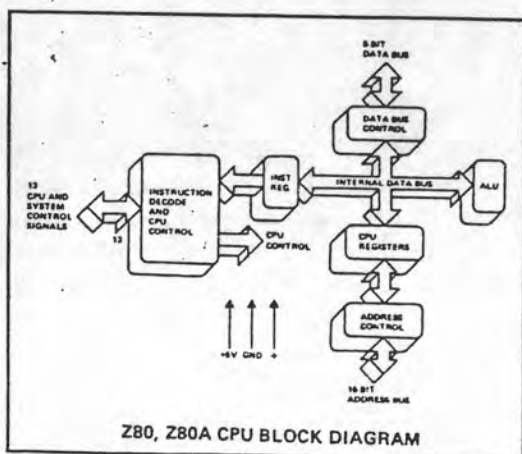 8-BIT
DATA BUS
DATA BUS
CONTROL
13
CPU AND
SYSTEM
CONTROL
SIGNALS
13
INSTRUCTION
DECODE
AND
CPU
CONTROL
INST
REG
INTERNAL DATA BUS
ALU
CPU
CONTROL
CPU
REGISTERS
ADDRESS
CONTROL
+5V GND +
16-BIT
ADDRESS BUS
Z80, Z80A CPU BLOCK DIAGRAM